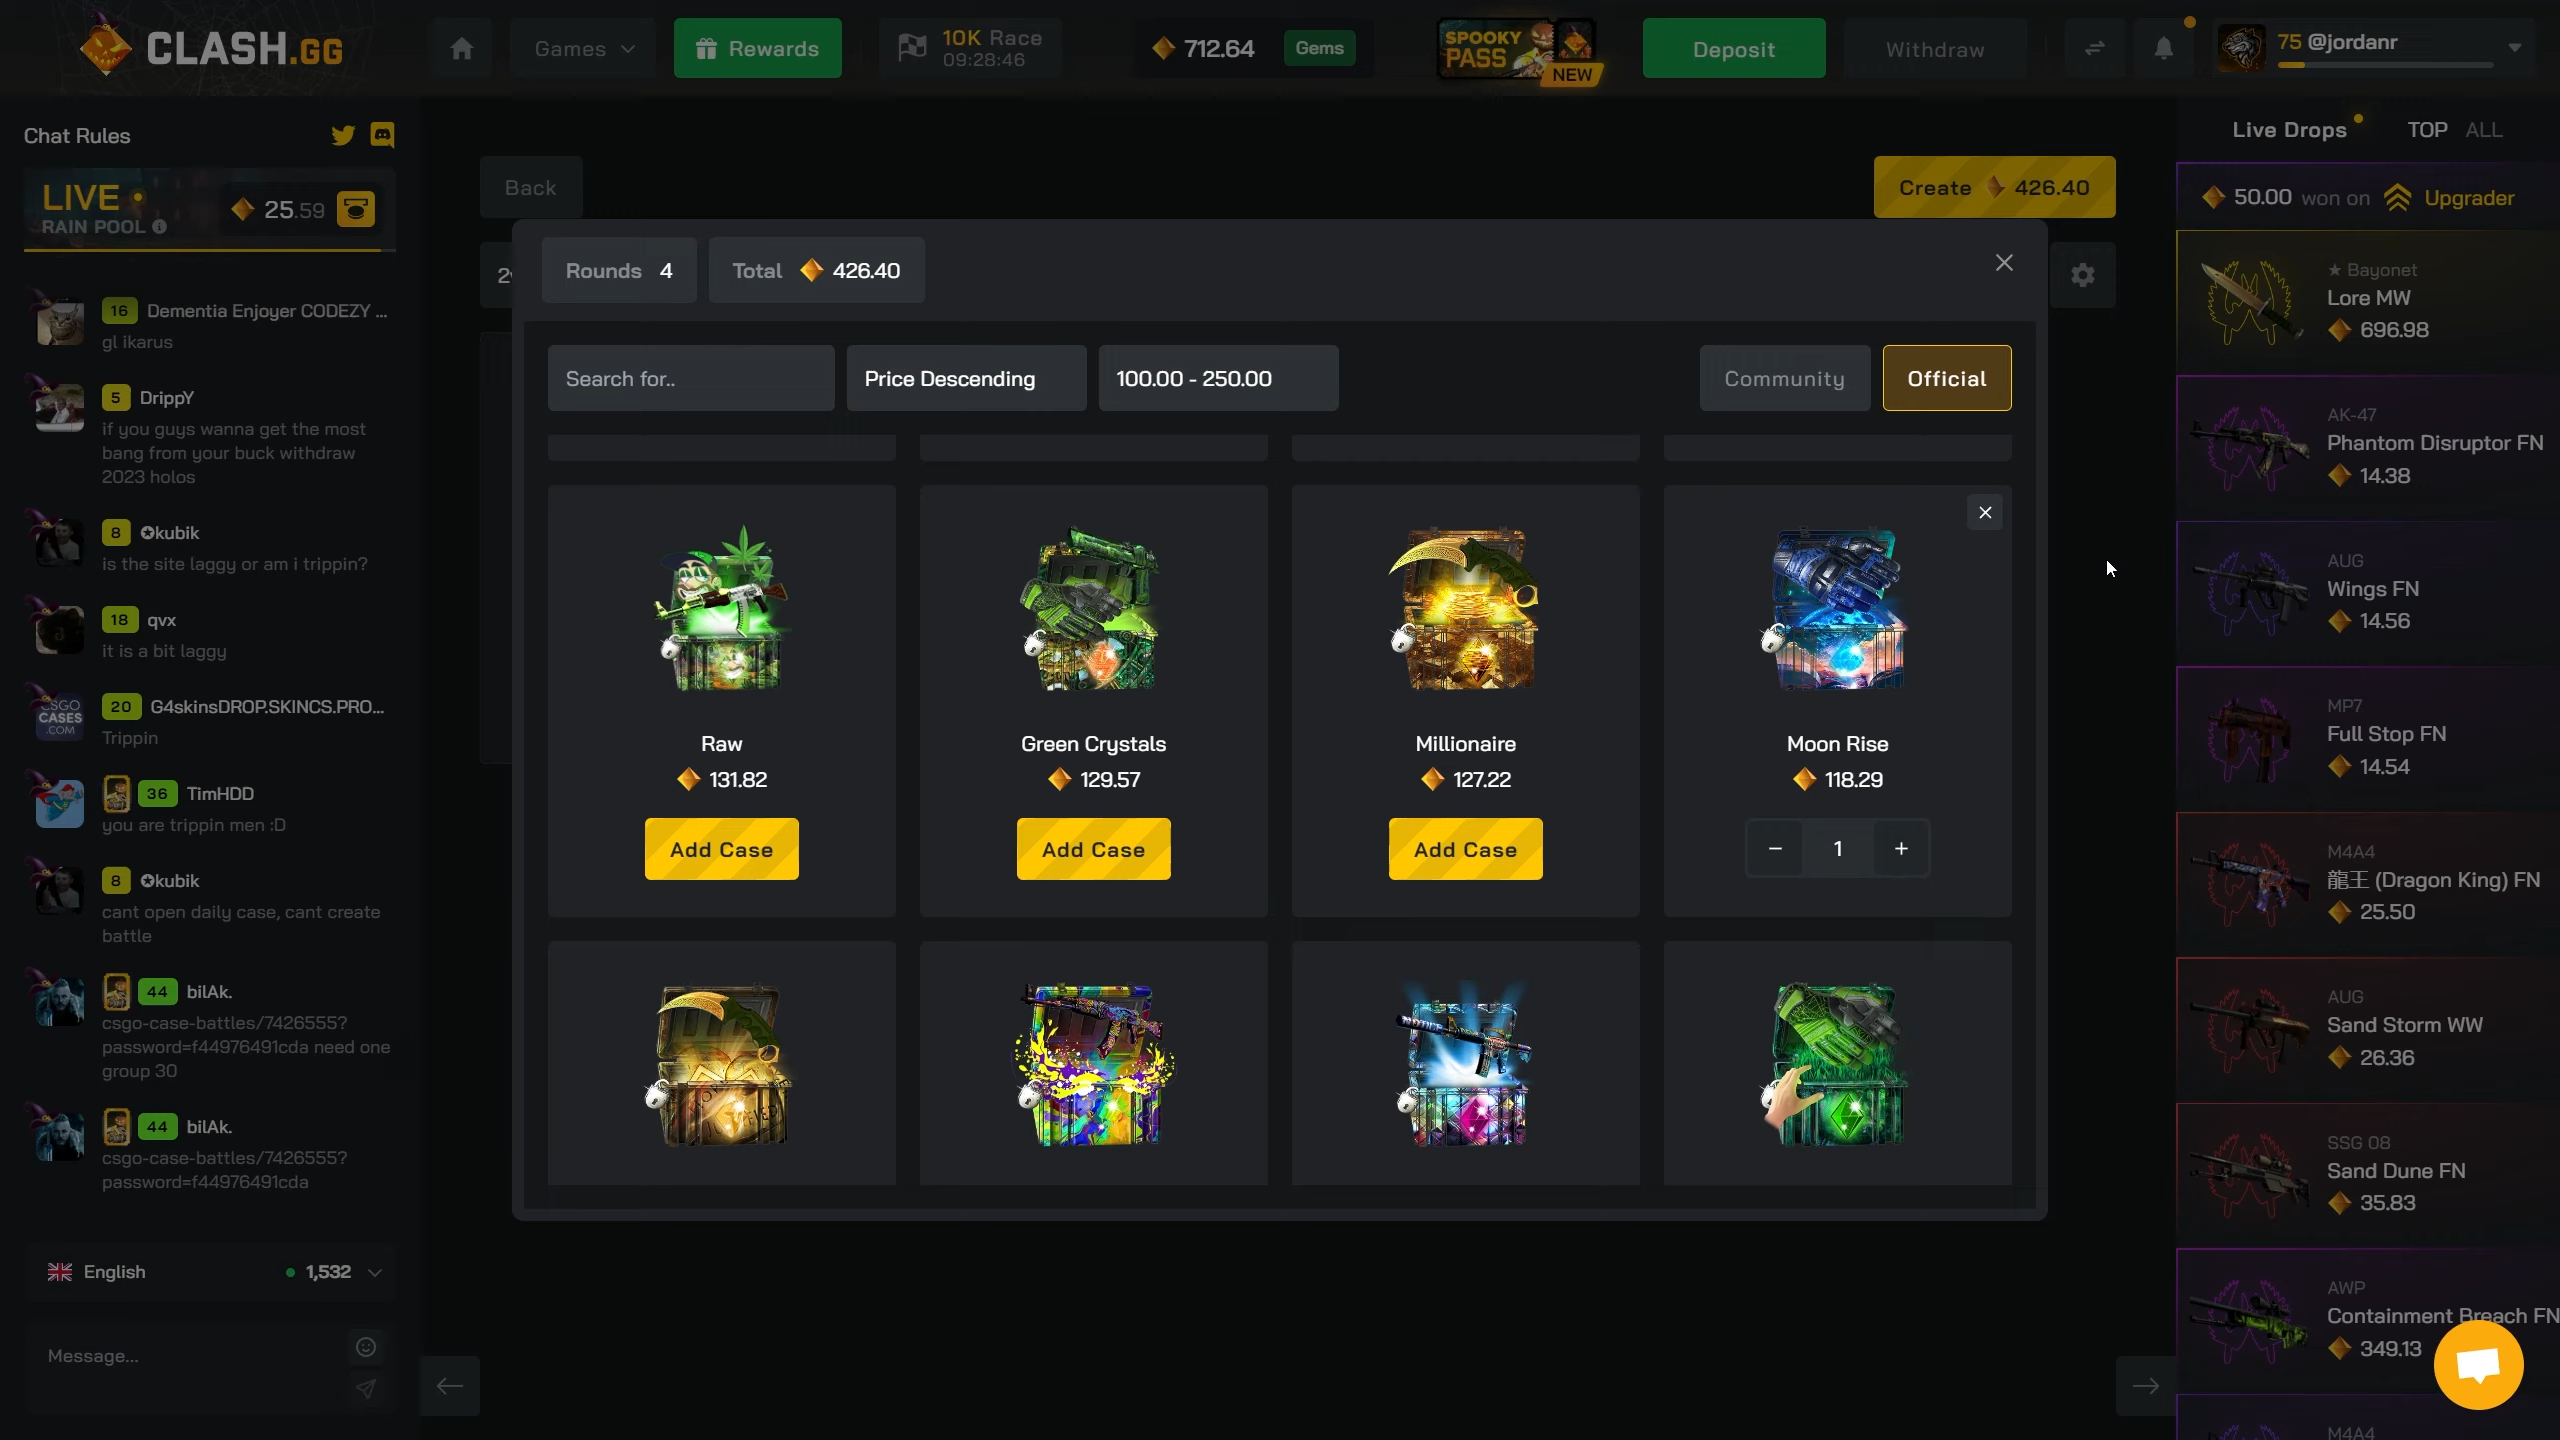 CLASH.GG
Games
Rewards
10K Race
09:28:46
712.64
Gems
SPOOKY
PASS
NEW
Deposit
Withdraw
75 @jordanr
Chat Rules
LIVE
RAIN POOL
25.59
16 Dementia Enjoyer CODEZY ...
gl ikarus
5 DrippY
if you guys wanna get the most
bang from your buck withdraw
2023 holos
8 ✪kubik
is the site laggy or am i trippin?
18 qvx
it is a bit laggy
CSGO
CASES
.COM
20 G4skinsDROP.SKINCS.PRO...
Trippin
36 TimHDD
you are trippin men :D
8 ✪kubik
cant open daily case, cant create
battle
44 bilAk.
csgo-case-battles/7426555?
password=f44976491cda need one
group 30
44 bilAk.
csgo-case-battles/7426555?
password=f44976491cda
English
1,532
Message...
Back
Create 426.40
Rounds 4
Total 426.40
Search for..
Price Descending
100.00 - 250.00
Community
Official
Raw
131.82
Add Case
Green Crystals
129.57
Add Case
Millionaire
127.22
Add Case
Moon Rise
118.29
− 1 +
Live Drops
TOP ALL
50.00 won on Upgrader
★ Bayonet
Lore MW
696.98
AK-47
Phantom Disruptor FN
14.38
AUG
Wings FN
14.56
MP7
Full Stop FN
14.54
M4A4
龍王 (Dragon King) FN
25.50
AUG
Sand Storm WW
26.36
SSG 08
Sand Dune FN
35.83
AWP
Containment Breach FN
349.13
M4A4